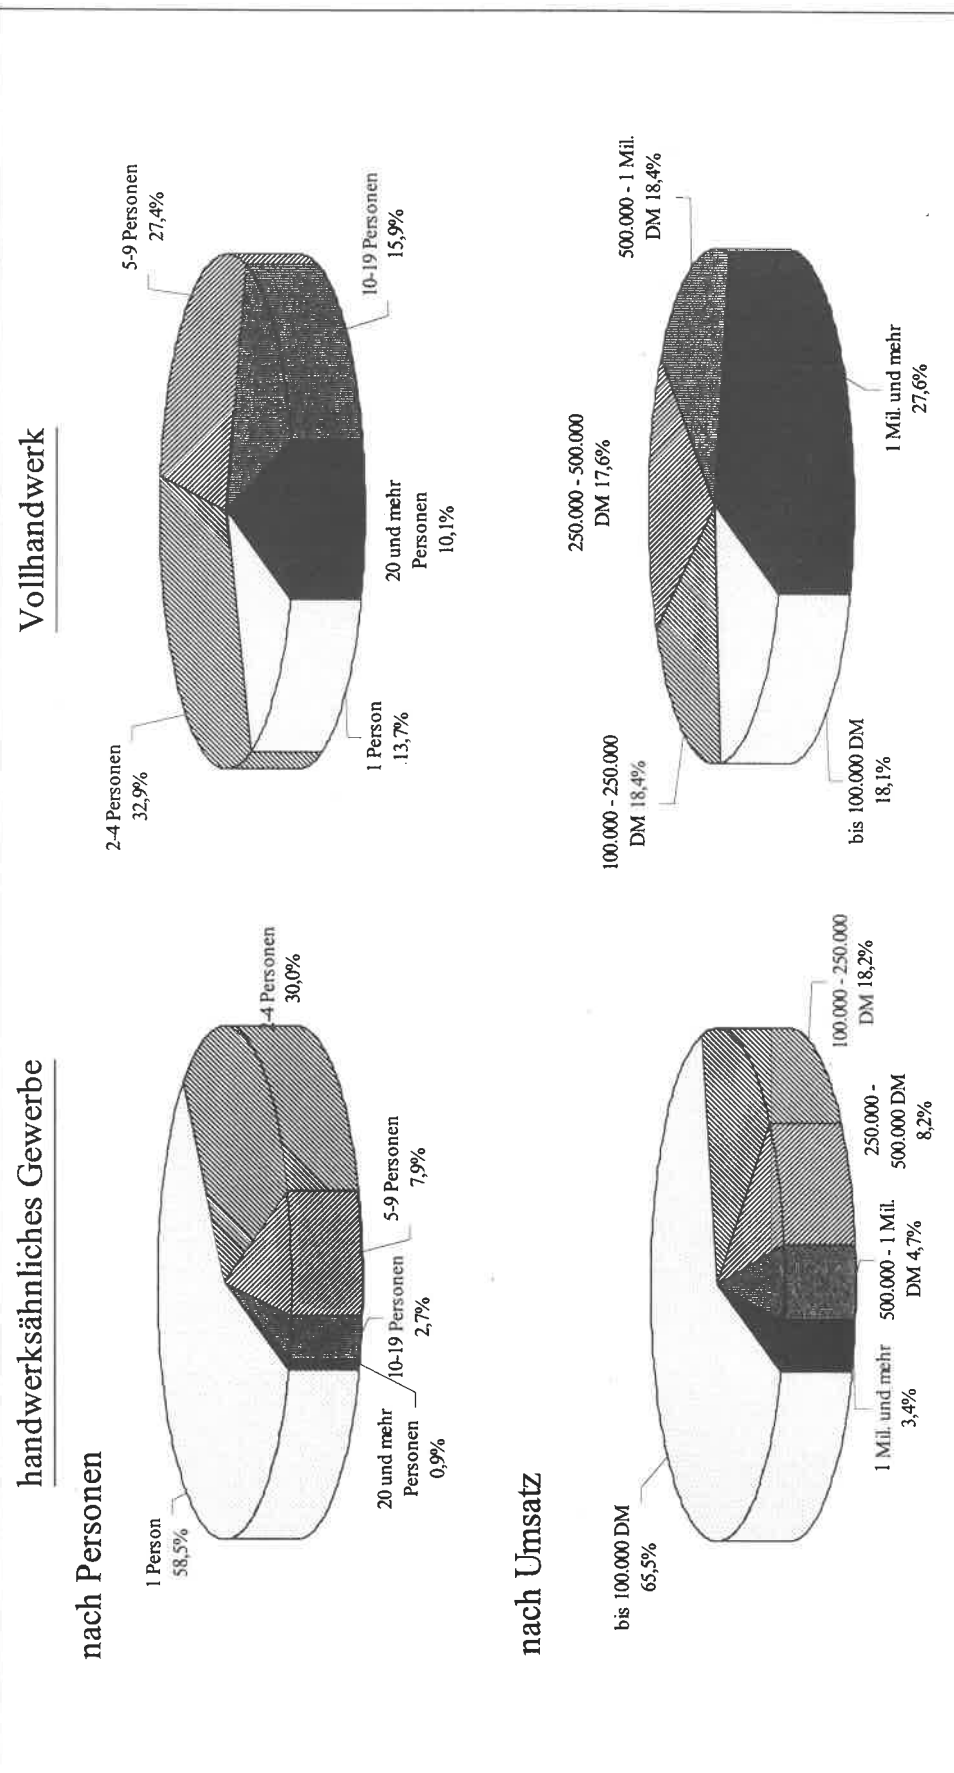 handwerksähnliches Gewerbe
Vollhandwerk
nach Personen
1 Person
58,5%
-4 Personen
30,0%
5-9 Personen
7,9%
10-19 Personen
2,7%
20 und mehr
Personen
0,9%
2-4 Personen
32,9%
5-9 Personen
27,4%
10-19 Personen
15,9%
20 und mehr
Personen
10,1%
1 Person
13,7%
nach Umsatz
bis 100.000 DM
65,5%
100.000 - 250.000
DM 18,2%
250.000 -
500.000 DM
8,2%
500.000 - 1 Mil.
DM 4,7%
1 Mil. und mehr
3,4%
100.000 - 250.000
DM 18,4%
250.000 - 500.000
DM 17,6%
500.000 - 1 Mil.
DM 18,4%
1 Mil. und mehr
27,6%
bis 100.000 DM
18,1%